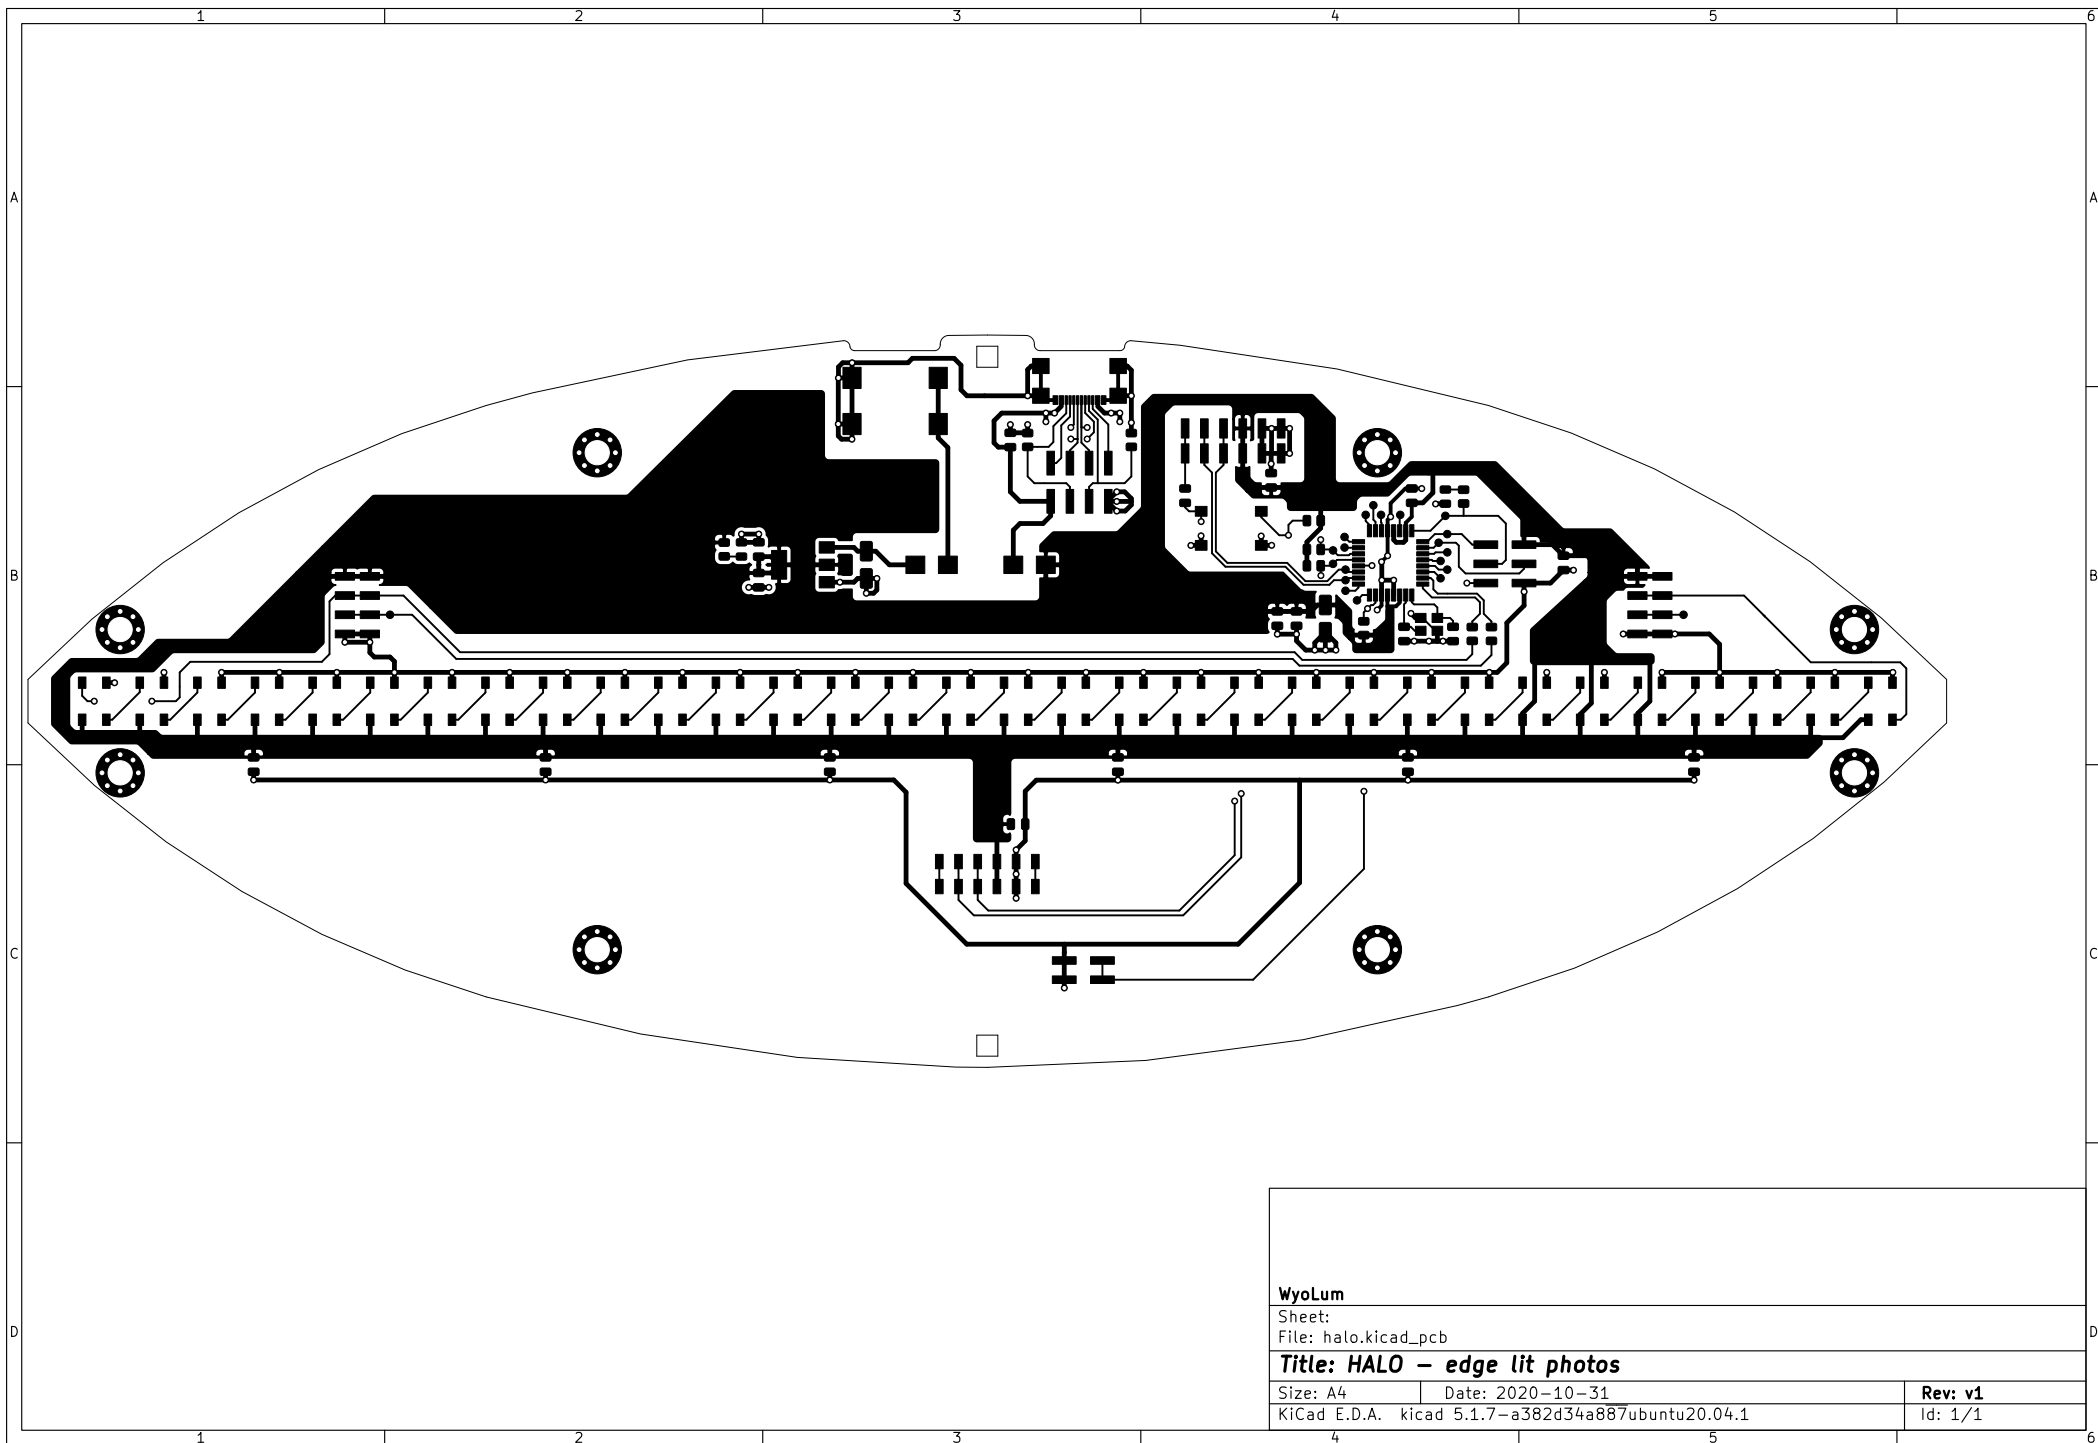 1 2 3 4 5 6
A A
B B
C C
D D
WyoLum
Sheet:
File: halo.kicad_pcb
Title: HALO – edge lit photos
Size: A4 Date: 2020-10-31 Rev: v1
KiCad E.D.A. kicad 5.1.7-a382d34a887ubuntu20.04.1 Id: 1/1
1 2 3 4 5 6